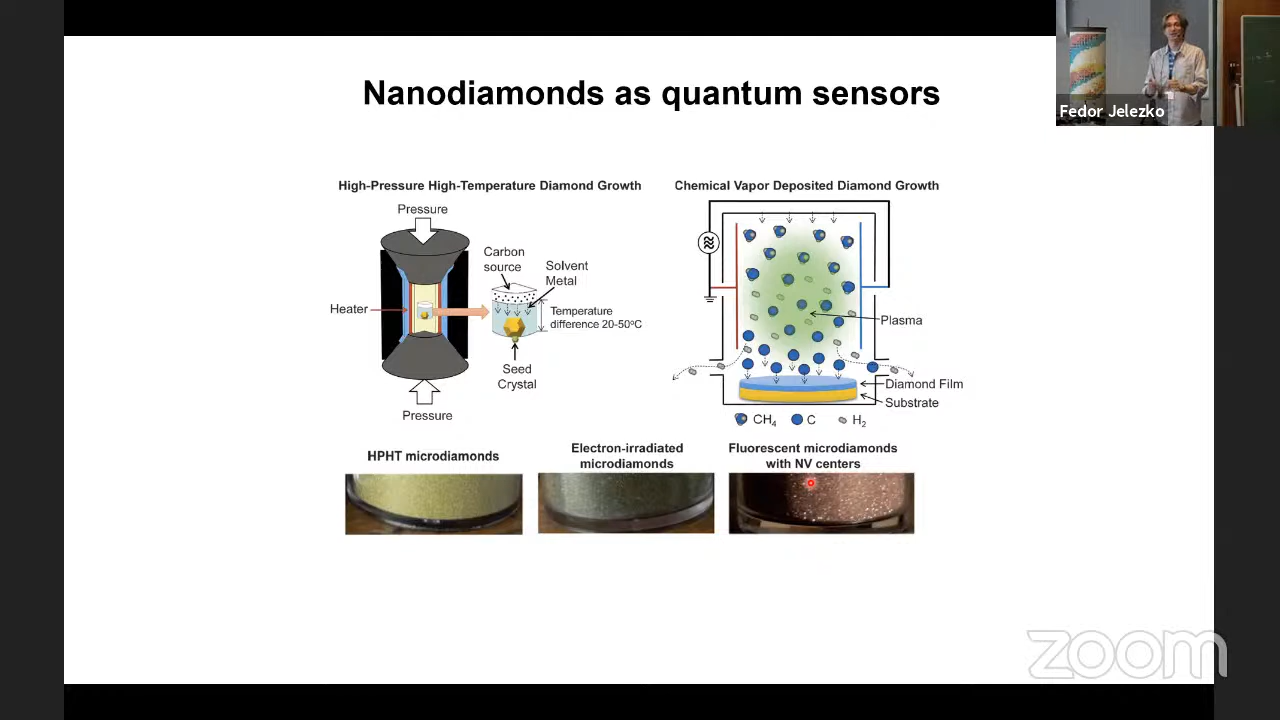 Nanodiamonds as quantum sensors
Fedor Jelezko
High-Pressure High-Temperature Diamond Growth
Pressure
Carbon
source
Solvent
Metal
Heater
Temperature
difference 20-50ºC
Seed
Crystal
Pressure
Chemical Vapor Deposited Diamond Growth
Plasma
Diamond Film
Substrate
CH4
C
H2
HPHT microdiamonds
Electron-irradiated
microdiamonds
Fluorescent microdiamonds
with NV centers
zoom